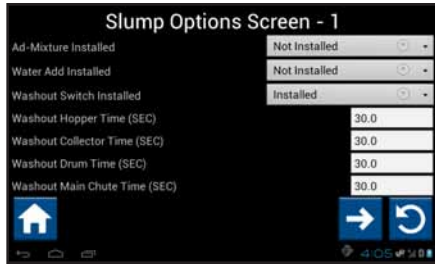 Slump Options Screen - 1
Ad-Mixture Installed Not Installed
Water Add Installed Not Installed
Washout Switch Installed Installed
Washout Hopper Time (SEC) 30.0
Washout Collector Time (SEC) 30.0
Washout Drum Time (SEC) 30.0
Washout Main Chute Time (SEC) 30.0
4:05